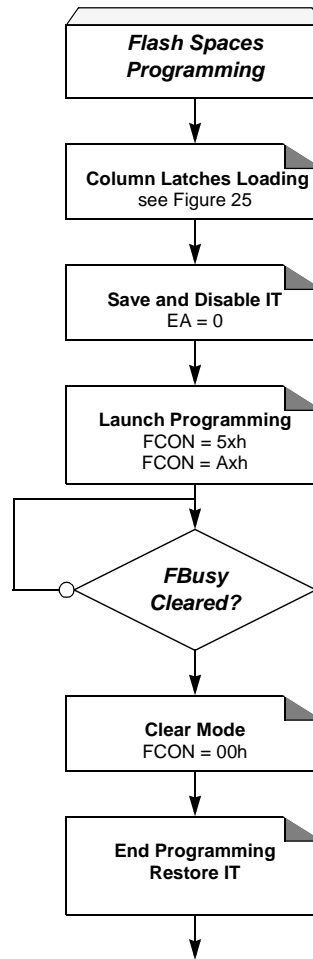 Flash Spaces
Programming
Column Latches Loading
see Figure 25
Save and Disable IT
EA = 0
Launch Programming
FCON = 5xh
FCON = Axh
FBusy
Cleared?
Clear Mode
FCON = 00h
End Programming
Restore IT